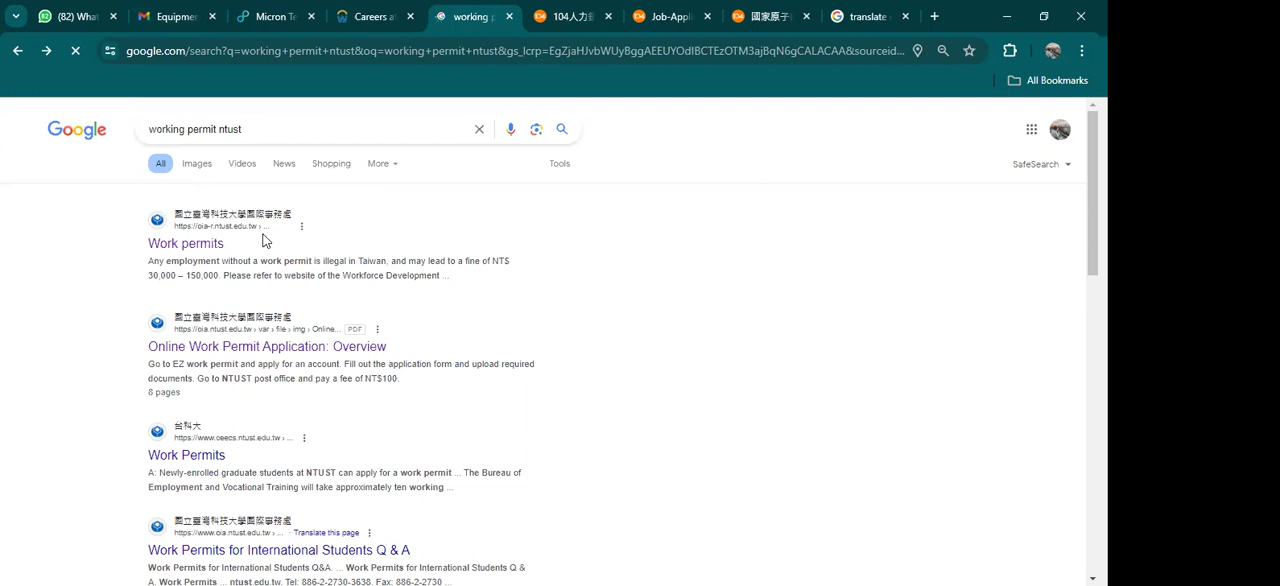 (82) What
Equipme
Micron Te
Careers a
working p
104人力
Job-Appli
國家原子
translate
google.com/search?q=working+permit+ntust&oq=working+permit+ntust&gs_lcrp=EgZjaHJvbWUyBggAEEUYOdIBCTEzOTM3ajBqN6gCALACAA&sourceid...
All Bookmarks
Google
working permit ntust
All Images Videos News Shopping More Tools
SafeSearch
國立臺灣科技大學國際事務處
https://oia-r.ntust.edu.tw › ...
Work permits
Any employment without a work permit is illegal in Taiwan, and may lead to a fine of NT$
30,000 – 150,000. Please refer to website of the Workforce Development ...
國立臺灣科技大學國際事務處
https://oia.ntust.edu.tw › var › file › img › Online... PDF
Online Work Permit Application: Overview
Go to EZ work permit and apply for an account. Fill out the application form and upload required
documents. Go to NTUST post office and pay a fee of NT$100.
8 pages
台科大
https://www.ceecs.ntust.edu.tw › ...
Work Permits
A: Newly-enrolled graduate students at NTUST can apply for a work permit ... The Bureau of
Employment and Vocational Training will take approximately ten working ...
國立臺灣科技大學國際事務處
https://www.oia.ntust.edu.tw › ... · Translate this page
Work Permits for International Students Q & A
Work Permits for International Students Q&A. ... Work Permits for International Students Q &
A. Work Permits ... ntust.edu.tw. Tel: 886-2-2730-3638. Fax: 886-2-2730 ...